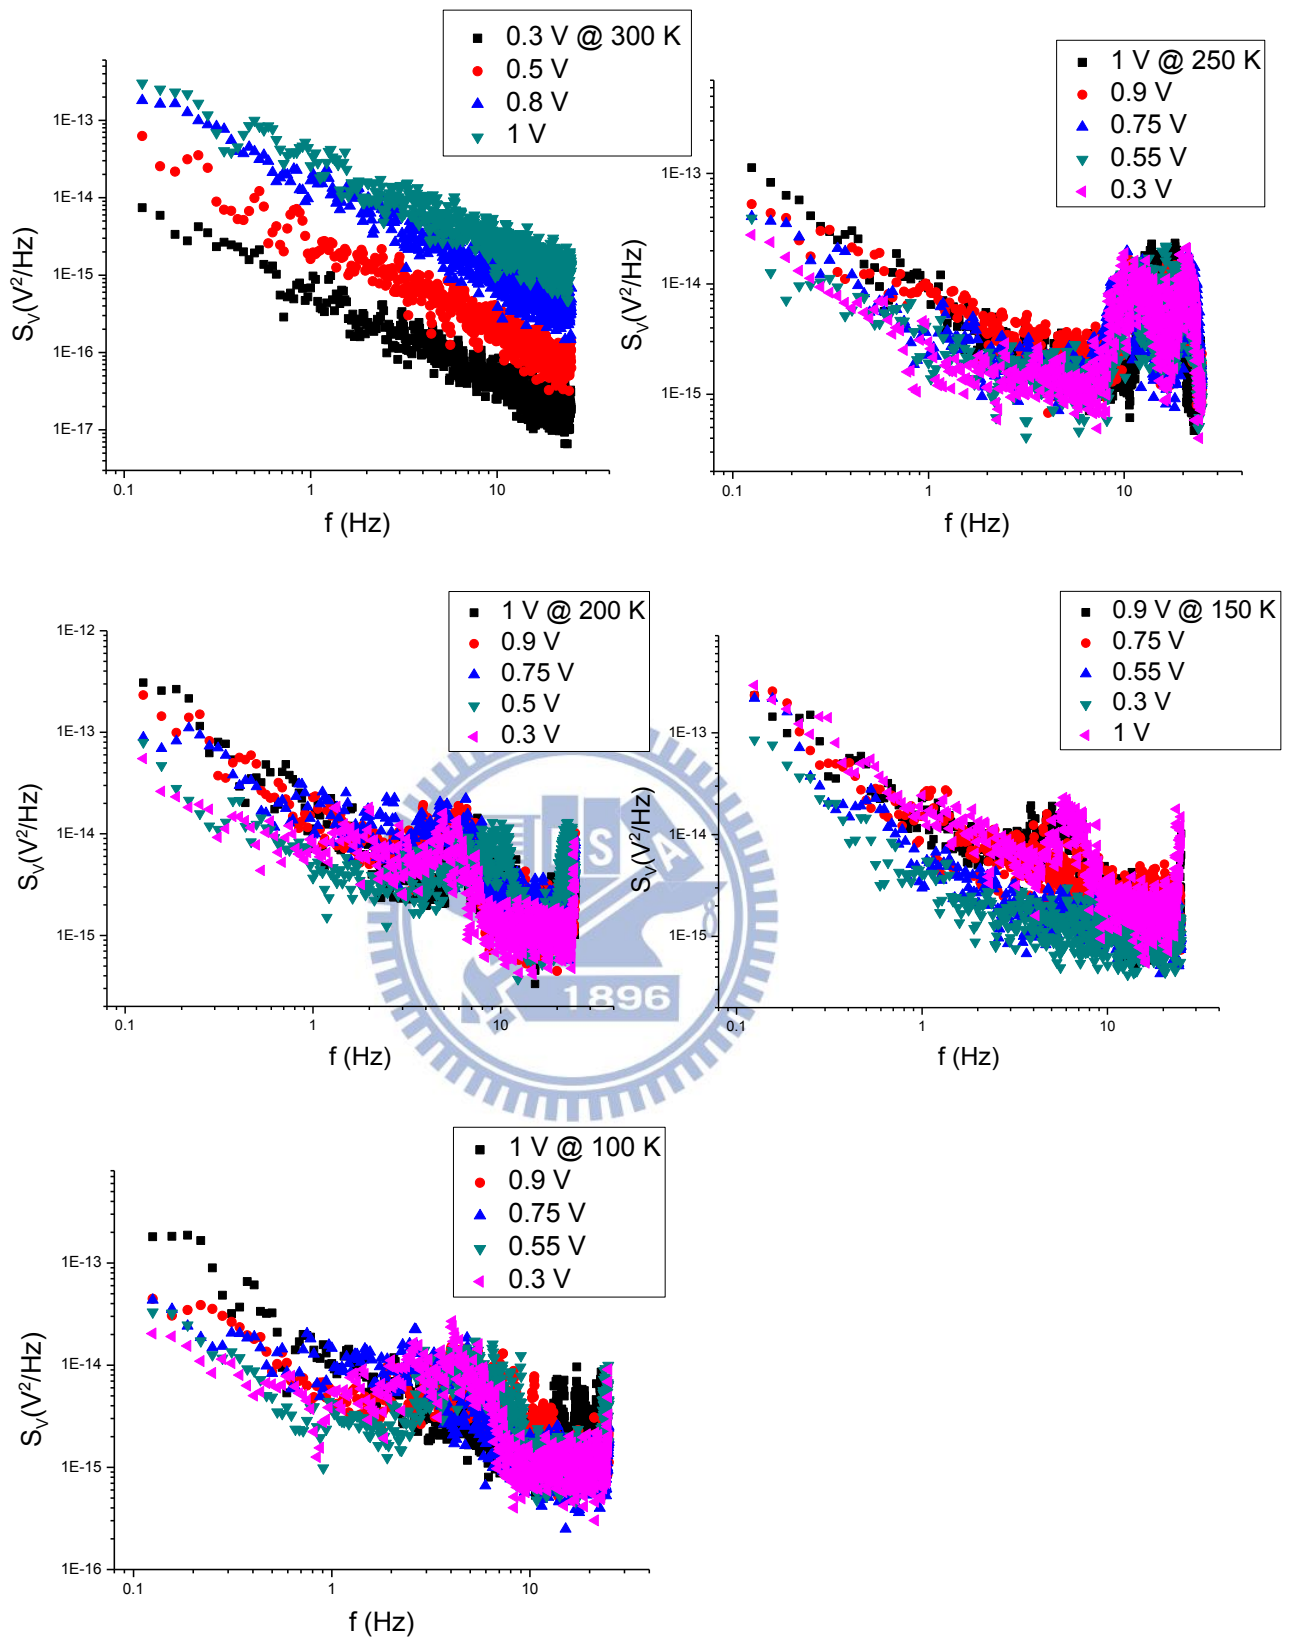 0.3 V @ 300 K
0.5 V
0.8 V
1 V
1E-13
1E-14
1E-15
1E-16
1E-17
0.1
1
10
S_V(V²/Hz)
f (Hz)
1 V @ 250 K
0.9 V
0.75 V
0.55 V
0.3 V
1E-13
1E-14
1E-15
0.1
1
10
S_V(V²/Hz)
f (Hz)
1 V @ 200 K
0.9 V
0.75 V
0.5 V
0.3 V
1E-12
1E-13
1E-14
1E-15
0.1
1
10
S_V(V²/Hz)
f (Hz)
0.9 V @ 150 K
0.75 V
0.55 V
0.3 V
1 V
1E-13
1E-14
1E-15
0.1
1
10
S_V(V²/Hz)
f (Hz)
S A
1896
1 V @ 100 K
0.9 V
0.75 V
0.55 V
0.3 V
1E-13
1E-14
1E-15
1E-16
0.1
1
10
S_V(V²/Hz)
f (Hz)